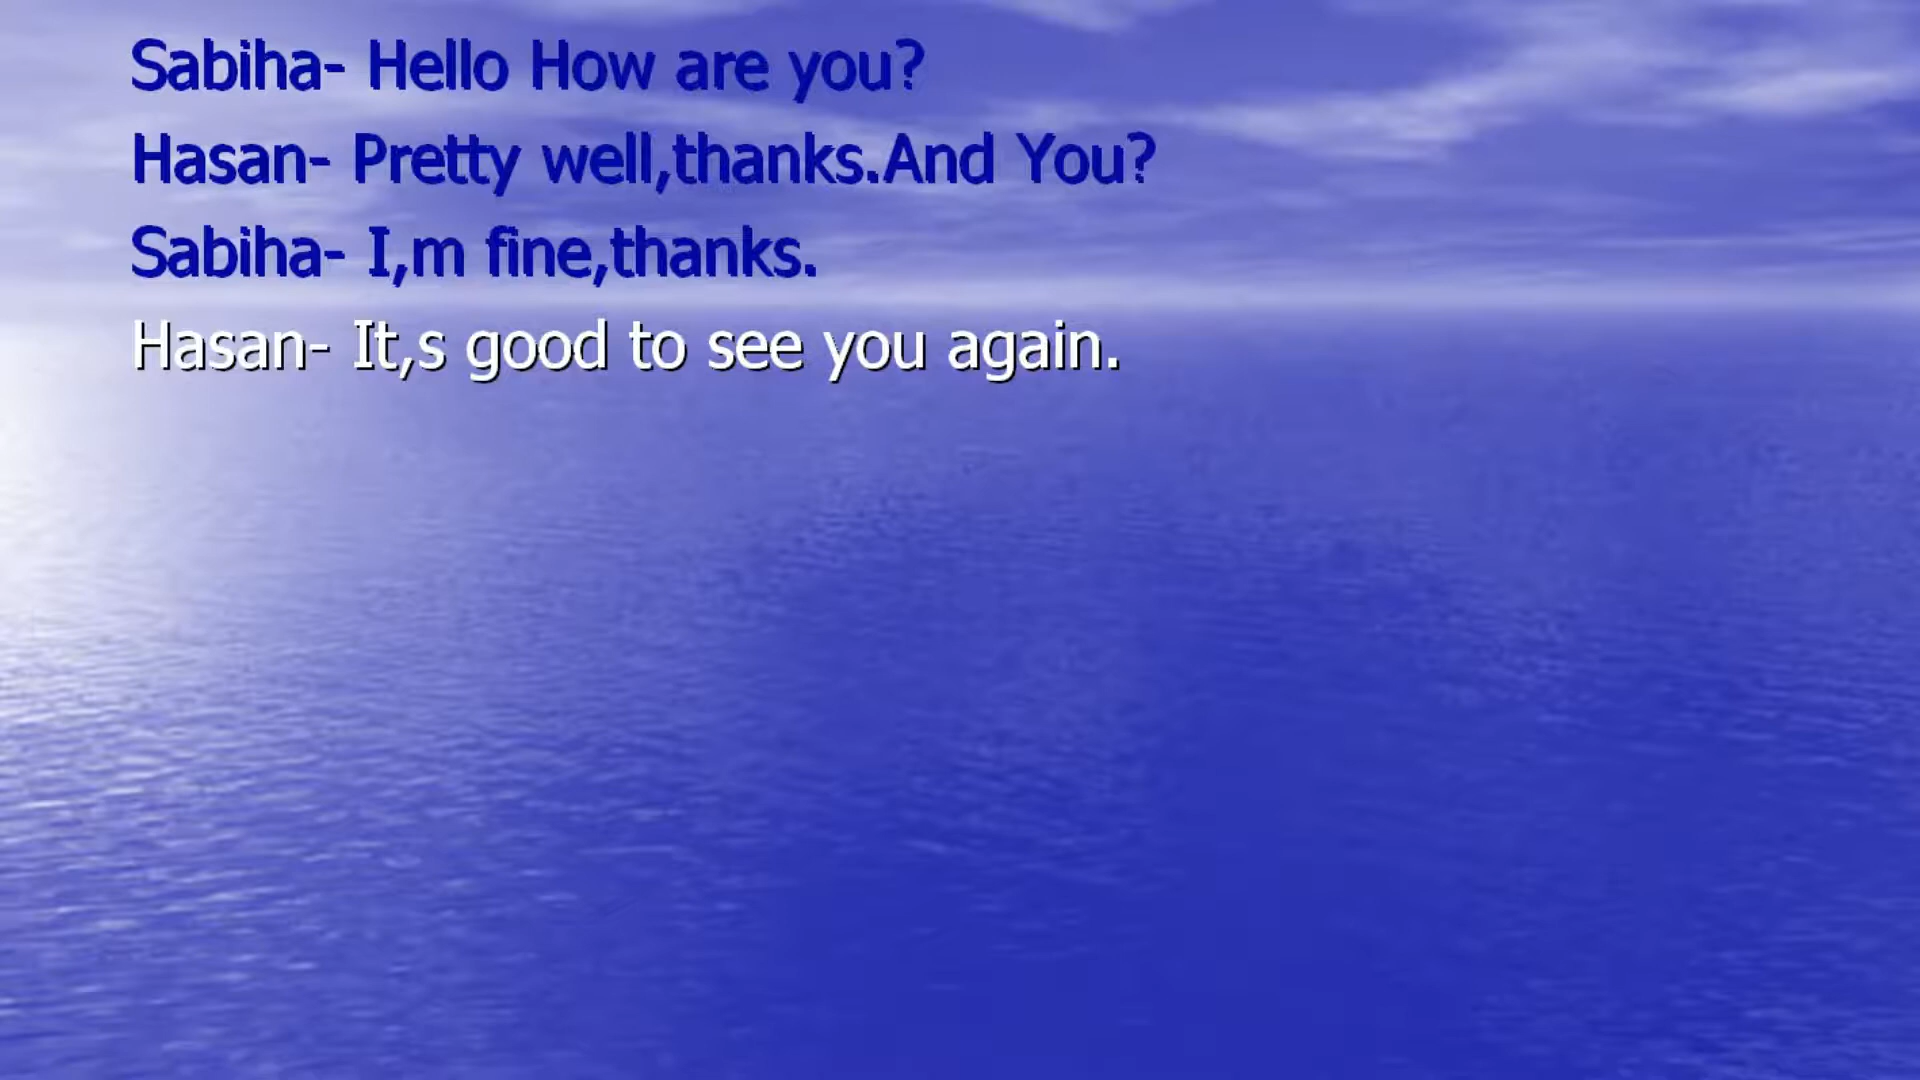 Sabiha- Hello How are you?
Hasan- Pretty well,thanks.And You?
Sabiha- I,m fine,thanks.
Hasan- It,s good to see you again.